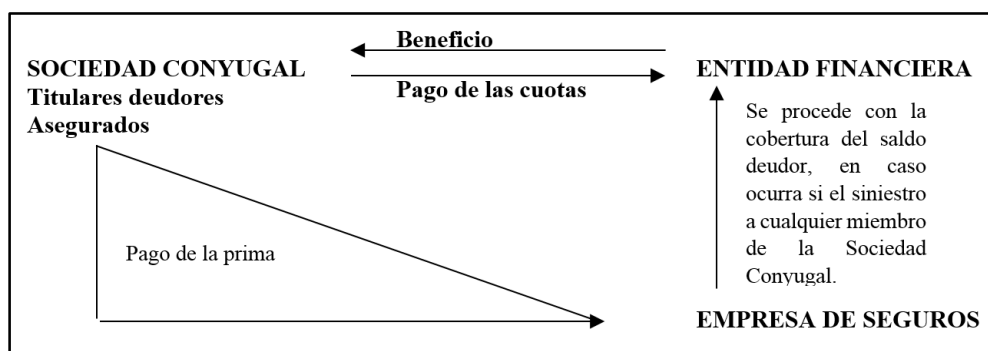 Beneficio
SOCIEDAD CONYUGAL
Titulares deudores
Asegurados
Pago de las cuotas
ENTIDAD FINANCIERA
Se procede con la
cobertura del saldo
deudor, en caso
ocurra si el siniestro
a cualquier miembro
de la Sociedad
Conyugal.
Pago de la prima
EMPRESA DE SEGUROS